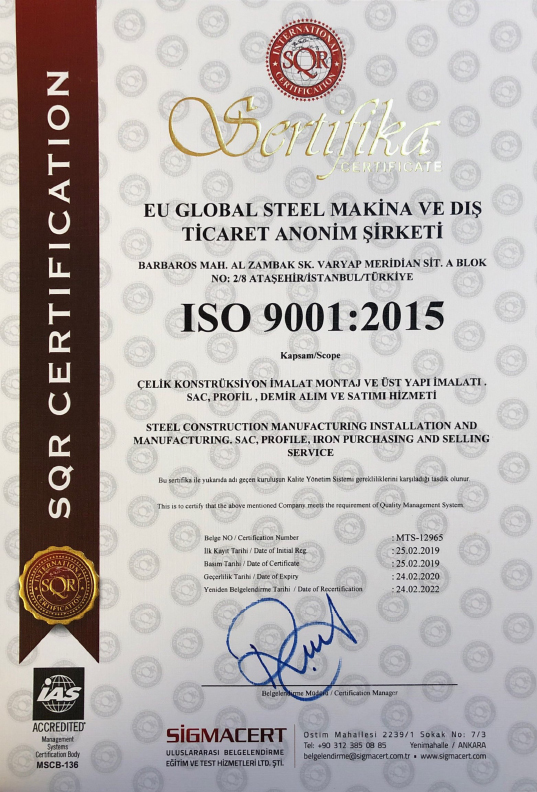 SQR CERTIFICATION
INTERNATIONAL
SQR
CERTIFICATION
Sertifika
CERTIFICATE
EU GLOBAL STEEL MAKİNA VE DIŞ
TİCARET ANONİM ŞİRKETİ
BARBAROS MAH. AL ZAMBAK SK. VARYAP MERİDİAN SİT. A BLOK
NO: 2/8 ATAŞEHİR/İSTANBUL/TÜRKİYE
ISO 9001:2015
Kapsam/Scope
ÇELİK KONSTRÜKSİYON İMALAT MONTAJ VE ÜST YAPI İMALATI .
SAC, PROFİL , DEMİR ALIM VE SATIMI HİZMETİ
STEEL CONSTRUCTION MANUFACTURING INSTALLATION AND
MANUFACTURING. SAC, PROFILE, IRON PURCHASING AND SELLING
SERVICE
Bu sertifika ile yukarıda adı geçen kuruluşun Kalite Yönetim Sistemi gerekliliklerini karşıladığı tasdik olunur.
This is to certify that the above mentioned Company meets the requirement of Quality Management System.
Belge NO / Certification Number : MTS-12965
İlk Kayıt Tarihi / Date of Initial Reg. : 25.02.2019
Basım Tarihi / Date of Certificate : 25.02.2019
Geçerlilik Tarihi / Date of Expiry : 24.02.2020
Yeniden Belgelendirme Tarihi / Date of Recertification : 24.02.2022
Belgelendirme Müdürü / Certification Manager
INTERNATIONAL
SQR
CERTIFICATION
iAS
ACCREDITED
Management
Systems
Certification Body
MSCB-136
SİGMACERT
ULUSLARARASI BELGELENDİRME
EĞİTİM VE TEST HİZMETLERİ LTD. ŞTİ.
Ostim Mahallesi 2239/1 Sokak No: 7/3
Tel: +90 312 385 08 85 Yenimahalle / ANKARA
belgelendirme@sigmacert.com.tr • www.sigmacert.com